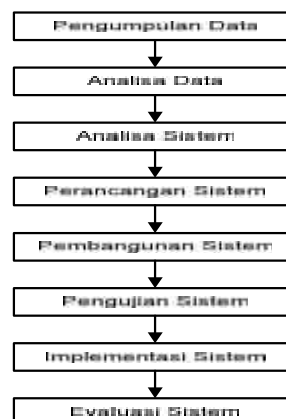 Pengumpulan Data
Analisa Data
Analisa Sistem
Perancangan Sistem
Pembangunan Sistem
Pengujian Sistem
Implementasi Sistem
Evaluasi Sistem